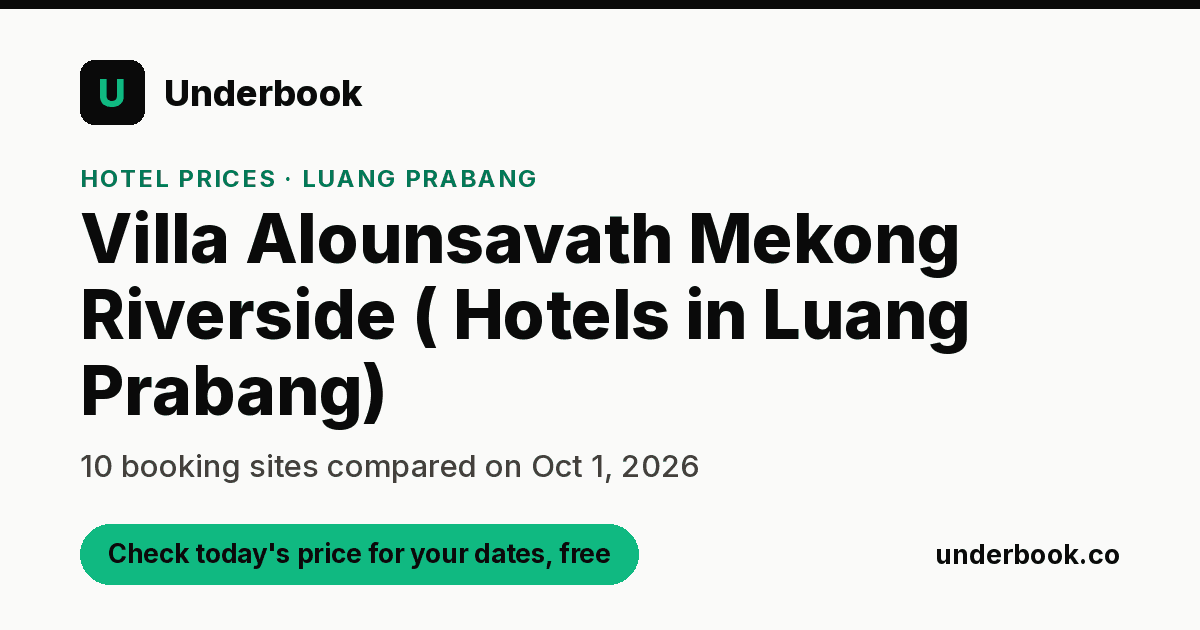 U
Underbook
HOTEL PRICES · LUANG PRABANG
Villa Alounsavath Mekong
Riverside ( Hotels in Luang
Prabang)
10 booking sites compared on Oct 1, 2026
Check today's price for your dates, free
underbook.co